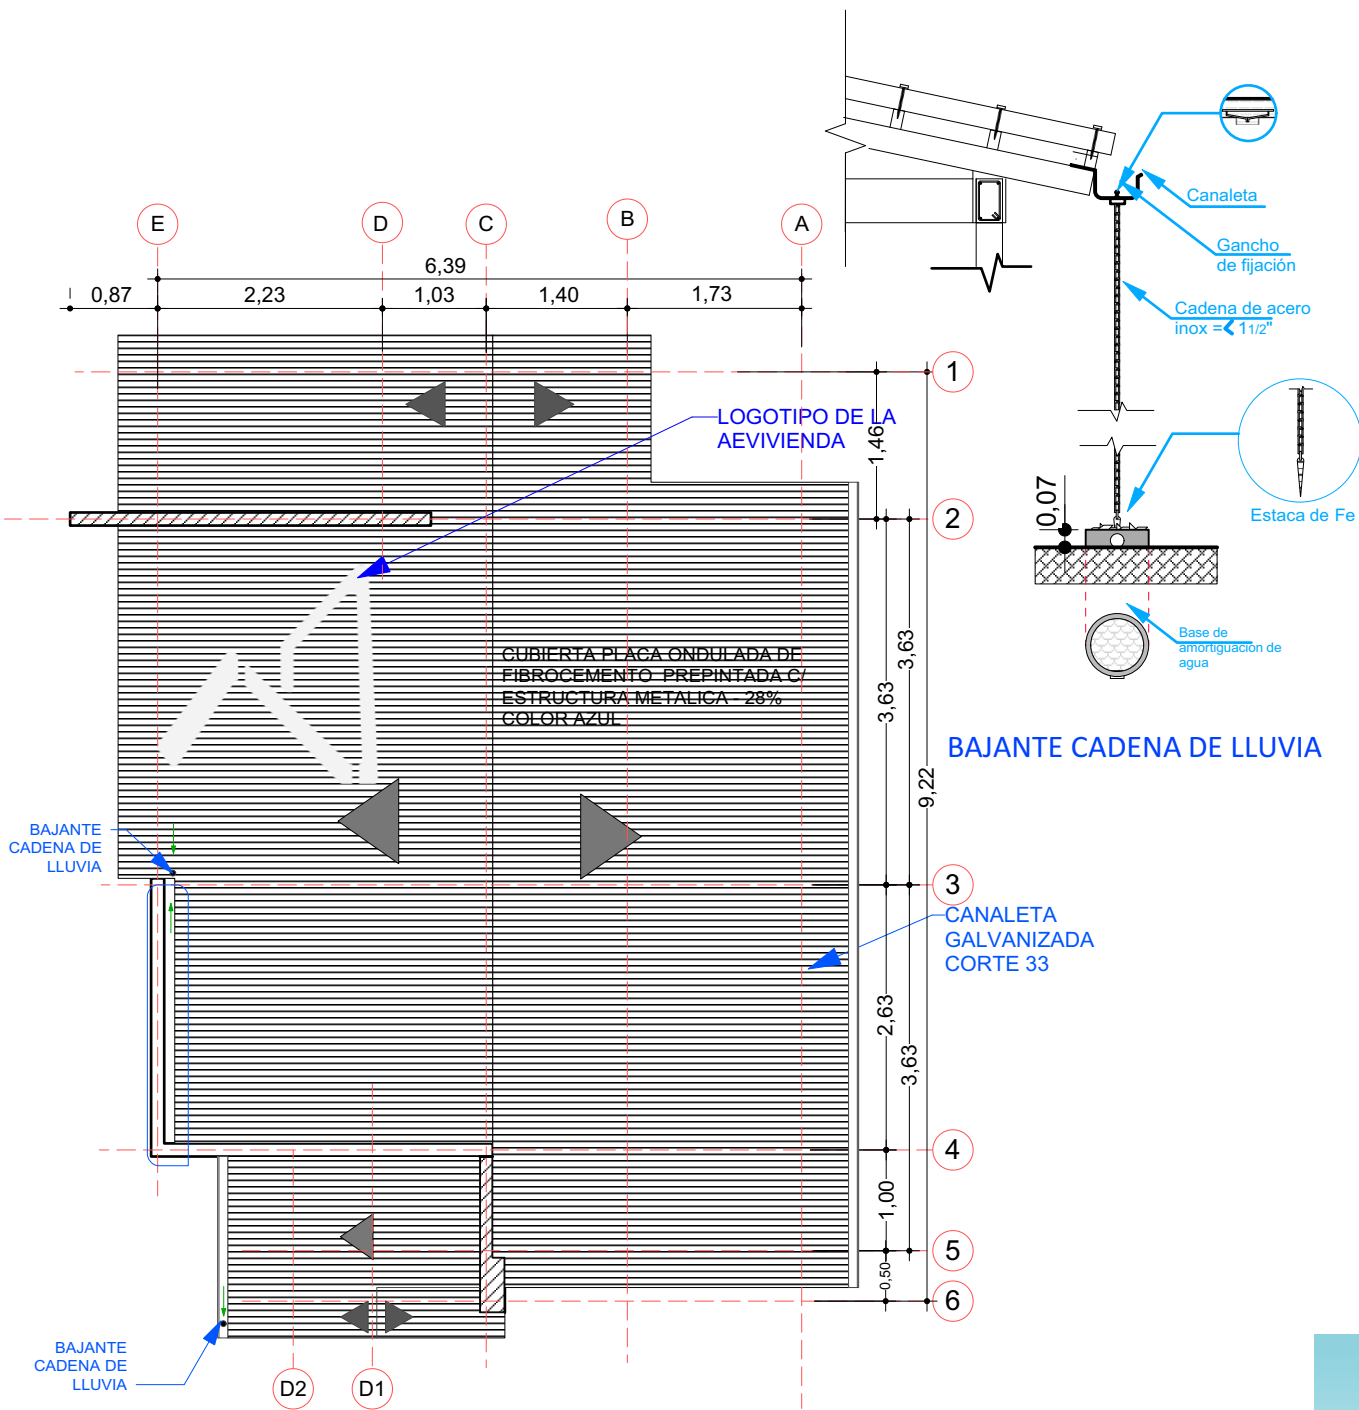 E
D
C
B
A
6,39
0,87
2,23
1,03
1,40
1,73
Canaleta
Gancho
de fijación
Cadena de acero
inox = 1 1/2"
1
1,46
LOGOTIPO DE LA
AEVIVIENDA
2
0,07
Estaca de Fe
Base de
amortiguacion de
agua
CUBIERTA PLACA ONDULADA DE
FIBROCEMENTO PREPINTADA C/
ESTRUCTURA METALICA - 28%
COLOR AZUL
3,63
3,63
9,22
BAJANTE CADENA DE LLUVIA
BAJANTE
CADENA DE
LLUVIA
3
CANALETA
GALVANIZADA
CORTE 33
2,63
3,63
4
1,00
5
0,50
6
BAJANTE
CADENA DE
LLUVIA
D2
D1